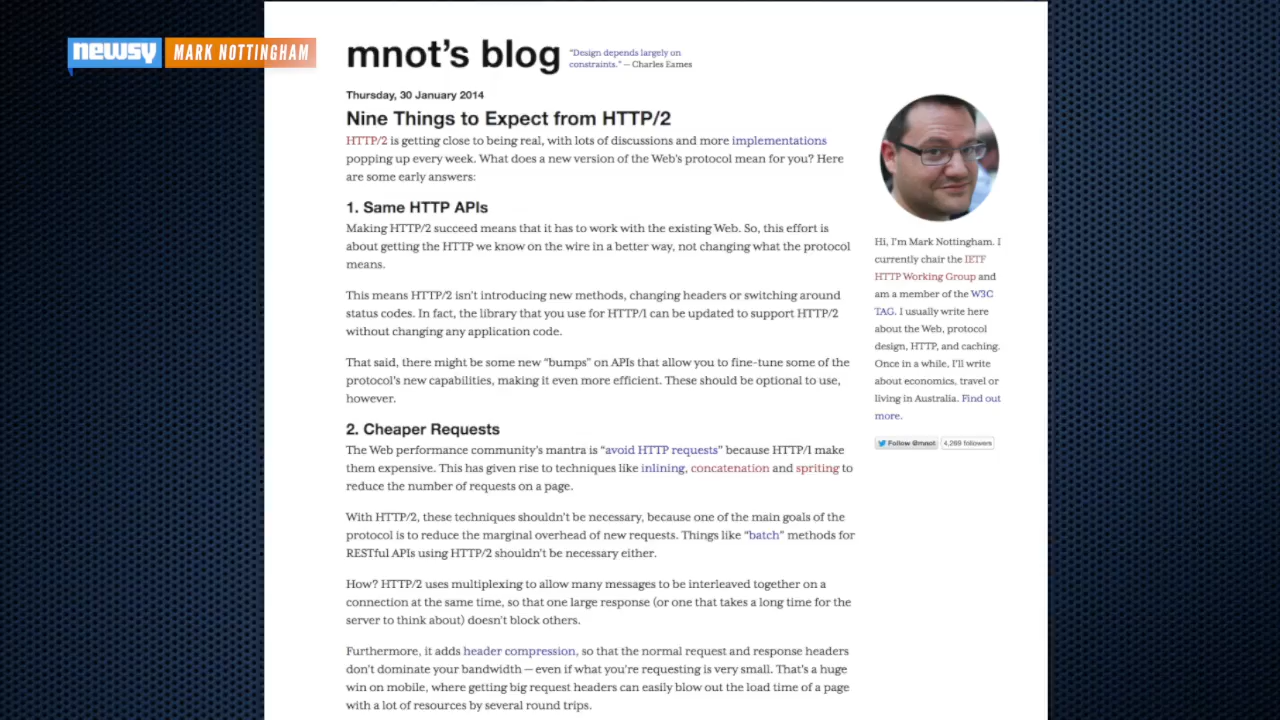 newsy MARK NOTTINGHAM
mnot's blog
"Design depends largely on
constraints." — Charles Eames
Thursday, 30 January 2014
Nine Things to Expect from HTTP/2
HTTP/2 is getting close to being real, with lots of discussions and more implementations
popping up every week. What does a new version of the Web's protocol mean for you? Here
are some early answers:
1. Same HTTP APIs
Making HTTP/2 succeed means that it has to work with the existing Web. So, this effort is
about getting the HTTP we know on the wire in a better way, not changing what the protocol
means.
This means HTTP/2 isn't introducing new methods, changing headers or switching around
status codes. In fact, the library that you use for HTTP/1 can be updated to support HTTP/2
without changing any application code.
That said, there might be some new "bumps" on APIs that allow you to fine-tune some of the
protocol's new capabilities, making it even more efficient. These should be optional to use,
however.
2. Cheaper Requests
The Web performance community's mantra is "avoid HTTP requests" because HTTP/1 make
them expensive. This has given rise to techniques like inlining, concatenation and spriting to
reduce the number of requests on a page.
With HTTP/2, these techniques shouldn't be necessary, because one of the main goals of the
protocol is to reduce the marginal overhead of new requests. Things like "batch" methods for
RESTful APIs using HTTP/2 shouldn't be necessary either.
How? HTTP/2 uses multiplexing to allow many messages to be interleaved together on a
connection at the same time, so that one large response (or one that takes a long time for the
server to think about) doesn't block others.
Furthermore, it adds header compression, so that the normal request and response headers
don't dominate your bandwidth — even if what you're requesting is very small. That's a huge
win on mobile, where getting big request headers can easily blow out the load time of a page
with a lot of resources by several round trips.
Hi, I'm Mark Nottingham. I
currently chair the IETF
HTTP Working Group and
am a member of the W3C
TAG. I usually write here
about the Web, protocol
design, HTTP, and caching.
Once in a while, I'll write
about economics, travel or
living in Australia. Find out
more.
Follow @mnot 4,269 followers